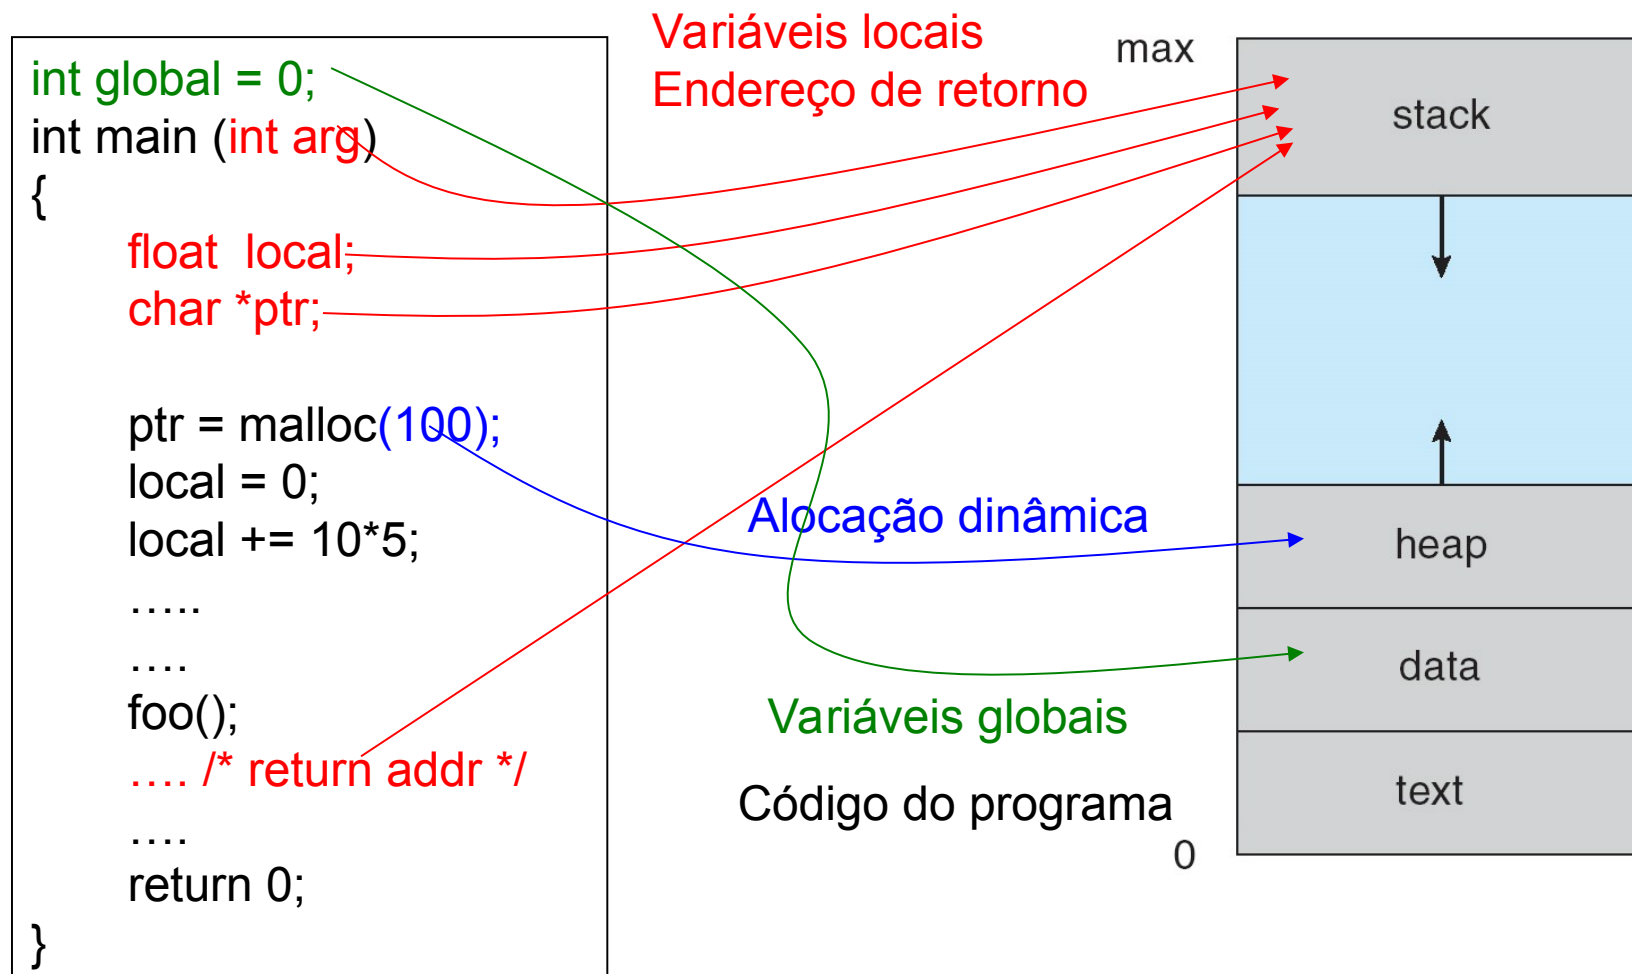 int global = 0;
int main (int arg)
{
float local;
char *ptr;
ptr = malloc(100);
local = 0;
local += 10*5;
…..
….
foo();
…. /* return addr */
….
return 0;
}
Variáveis locais
Endereço de retorno
Alocação dinâmica
Variáveis globais
Código do programa
max
stack
heap
data
text
0